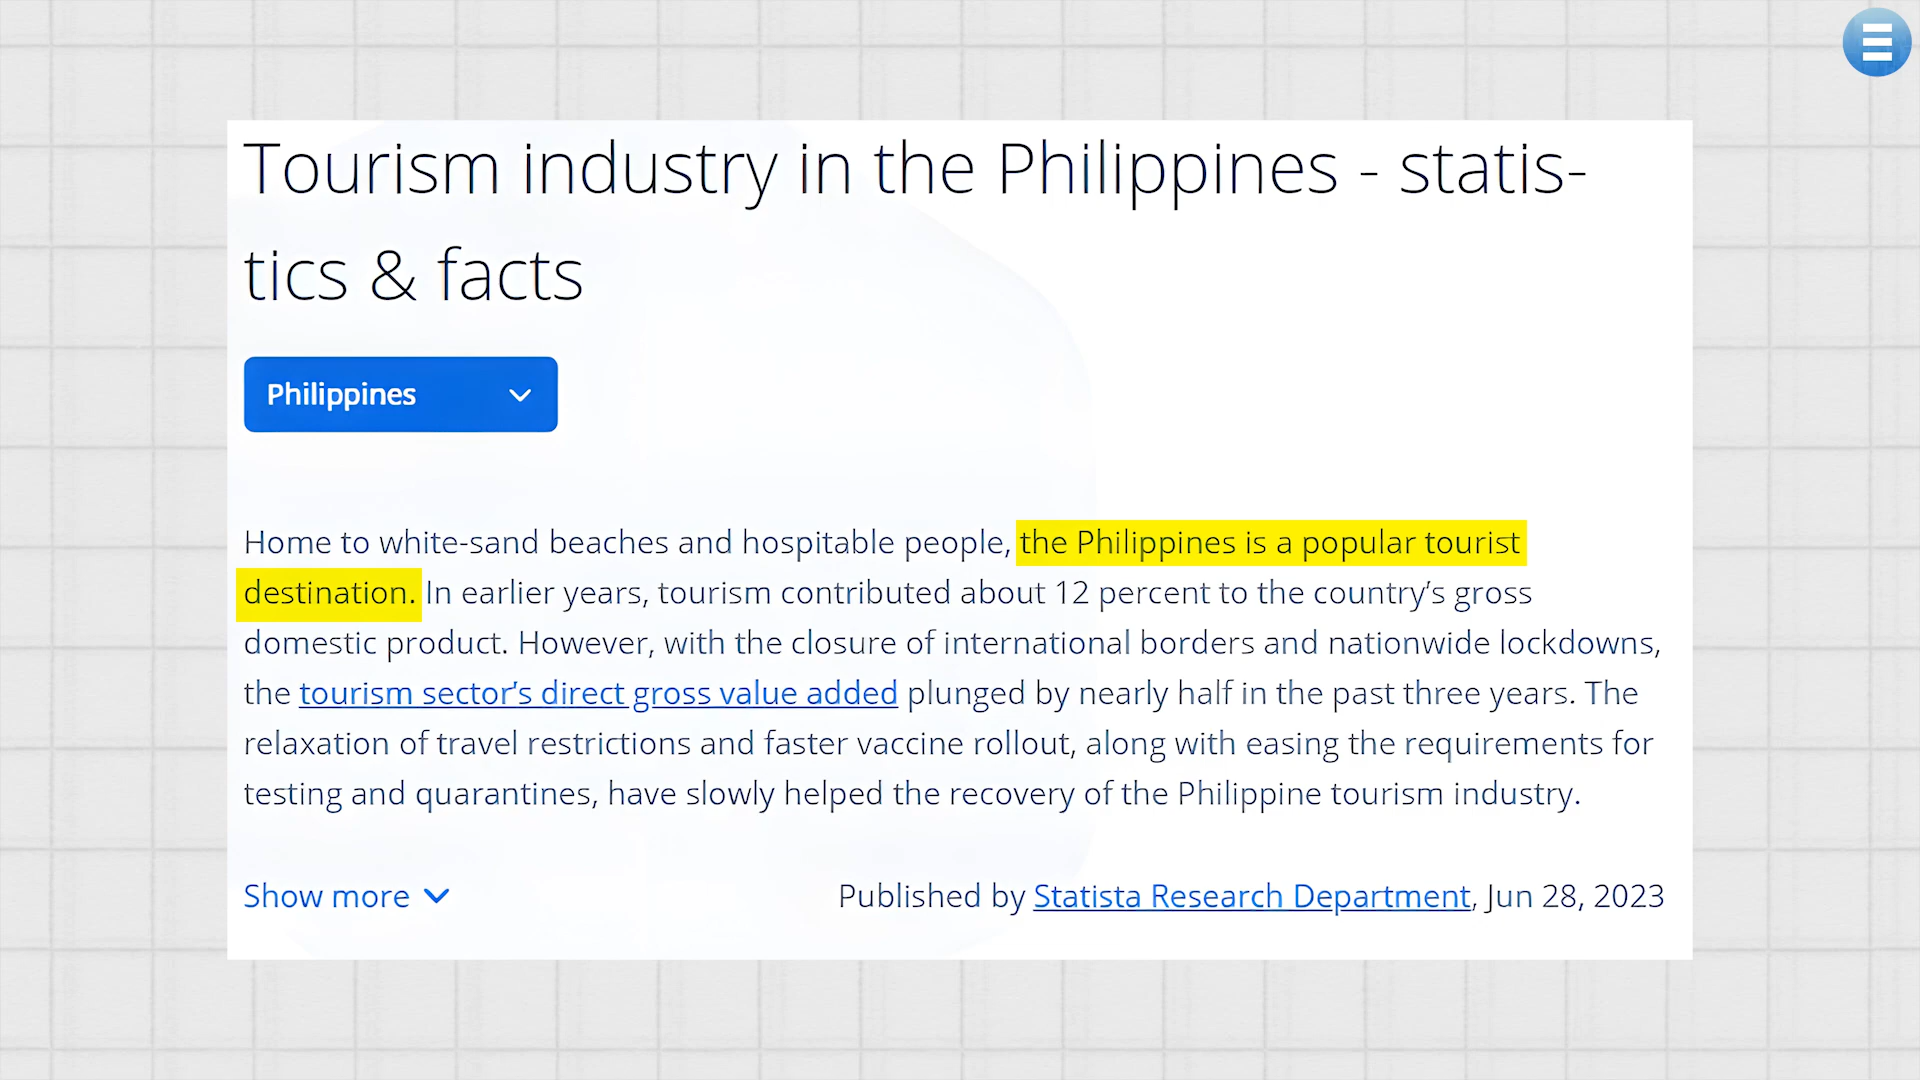 Tourism industry in the Philippines - statis-
tics & facts
Philippines
Home to white-sand beaches and hospitable people, the Philippines is a popular tourist
destination. In earlier years, tourism contributed about 12 percent to the country’s gross
domestic product. However, with the closure of international borders and nationwide lockdowns,
the tourism sector’s direct gross value added plunged by nearly half in the past three years. The
relaxation of travel restrictions and faster vaccine rollout, along with easing the requirements for
testing and quarantines, have slowly helped the recovery of the Philippine tourism industry.
Show more
Published by Statista Research Department, Jun 28, 2023